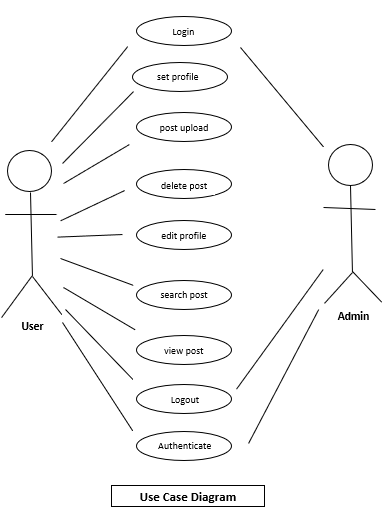 Login
set profile
post upload
delete post
edit profile
search post
User
Admin
view post
Logout
Authenticate
Use Case Diagram